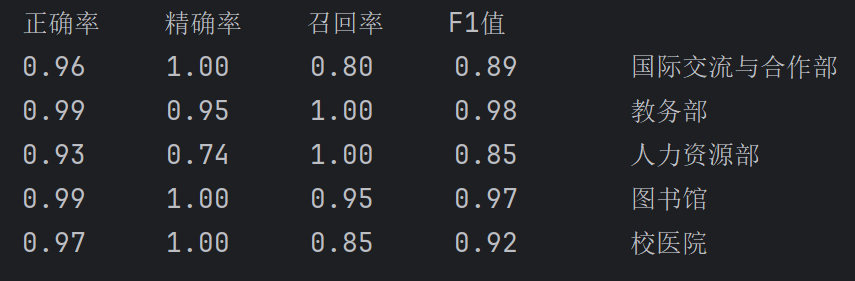 正确率 精确率 召回率 F1值
0.96 1.00 0.80 0.89 国际交流与合作部
0.99 0.95 1.00 0.98 教务部
0.93 0.74 1.00 0.85 人力资源部
0.99 1.00 0.95 0.97 图书馆
0.97 1.00 0.85 0.92 校医院